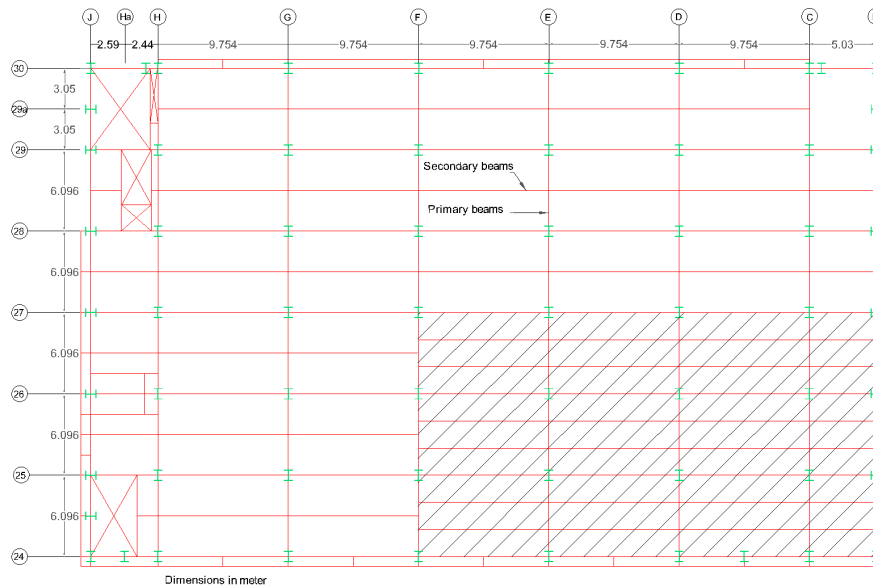 J Ha H G F E D C
2.59 2.44 9.754 9.754 9.754 9.754 9.754 5.03
30
3.05
29a
3.05
29
Secondary beams
6.096
Primary beams
28
6.096
27
6.096
26
6.096
25
6.096
24
Dimensions in meter